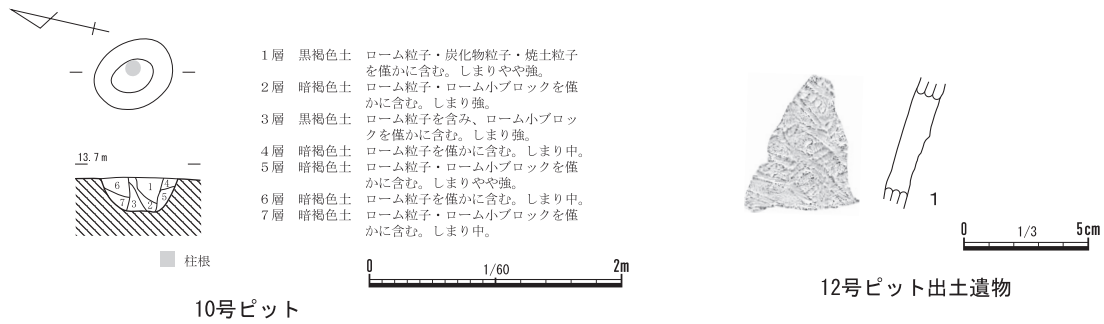 1層 黒褐色土 ローム粒子・炭化物粒子・焼土粒子
を僅かに含む。しまりやや強。
2層 暗褐色土 ローム粒子・ローム小ブロックを僅
かに含む。しまり強。
3層 黒褐色土 ローム粒子を含み、ローム小ブロッ
クを僅かに含む。しまり強。
4層 暗褐色土 ローム粒子を僅かに含む。しまり中。
5層 暗褐色土 ローム粒子・ローム小ブロックを僅
かに含む。しまりやや強。
6層 暗褐色土 ローム粒子を僅かに含む。しまり中。
7層 暗褐色土 ローム粒子・ローム小ブロックを僅
かに含む。しまり中。
13.7m
6 1 4
7 3 2 5
柱根
0 1/60 2m
10号ピット
1
0 1/3 5cm
12号ピット出土遺物